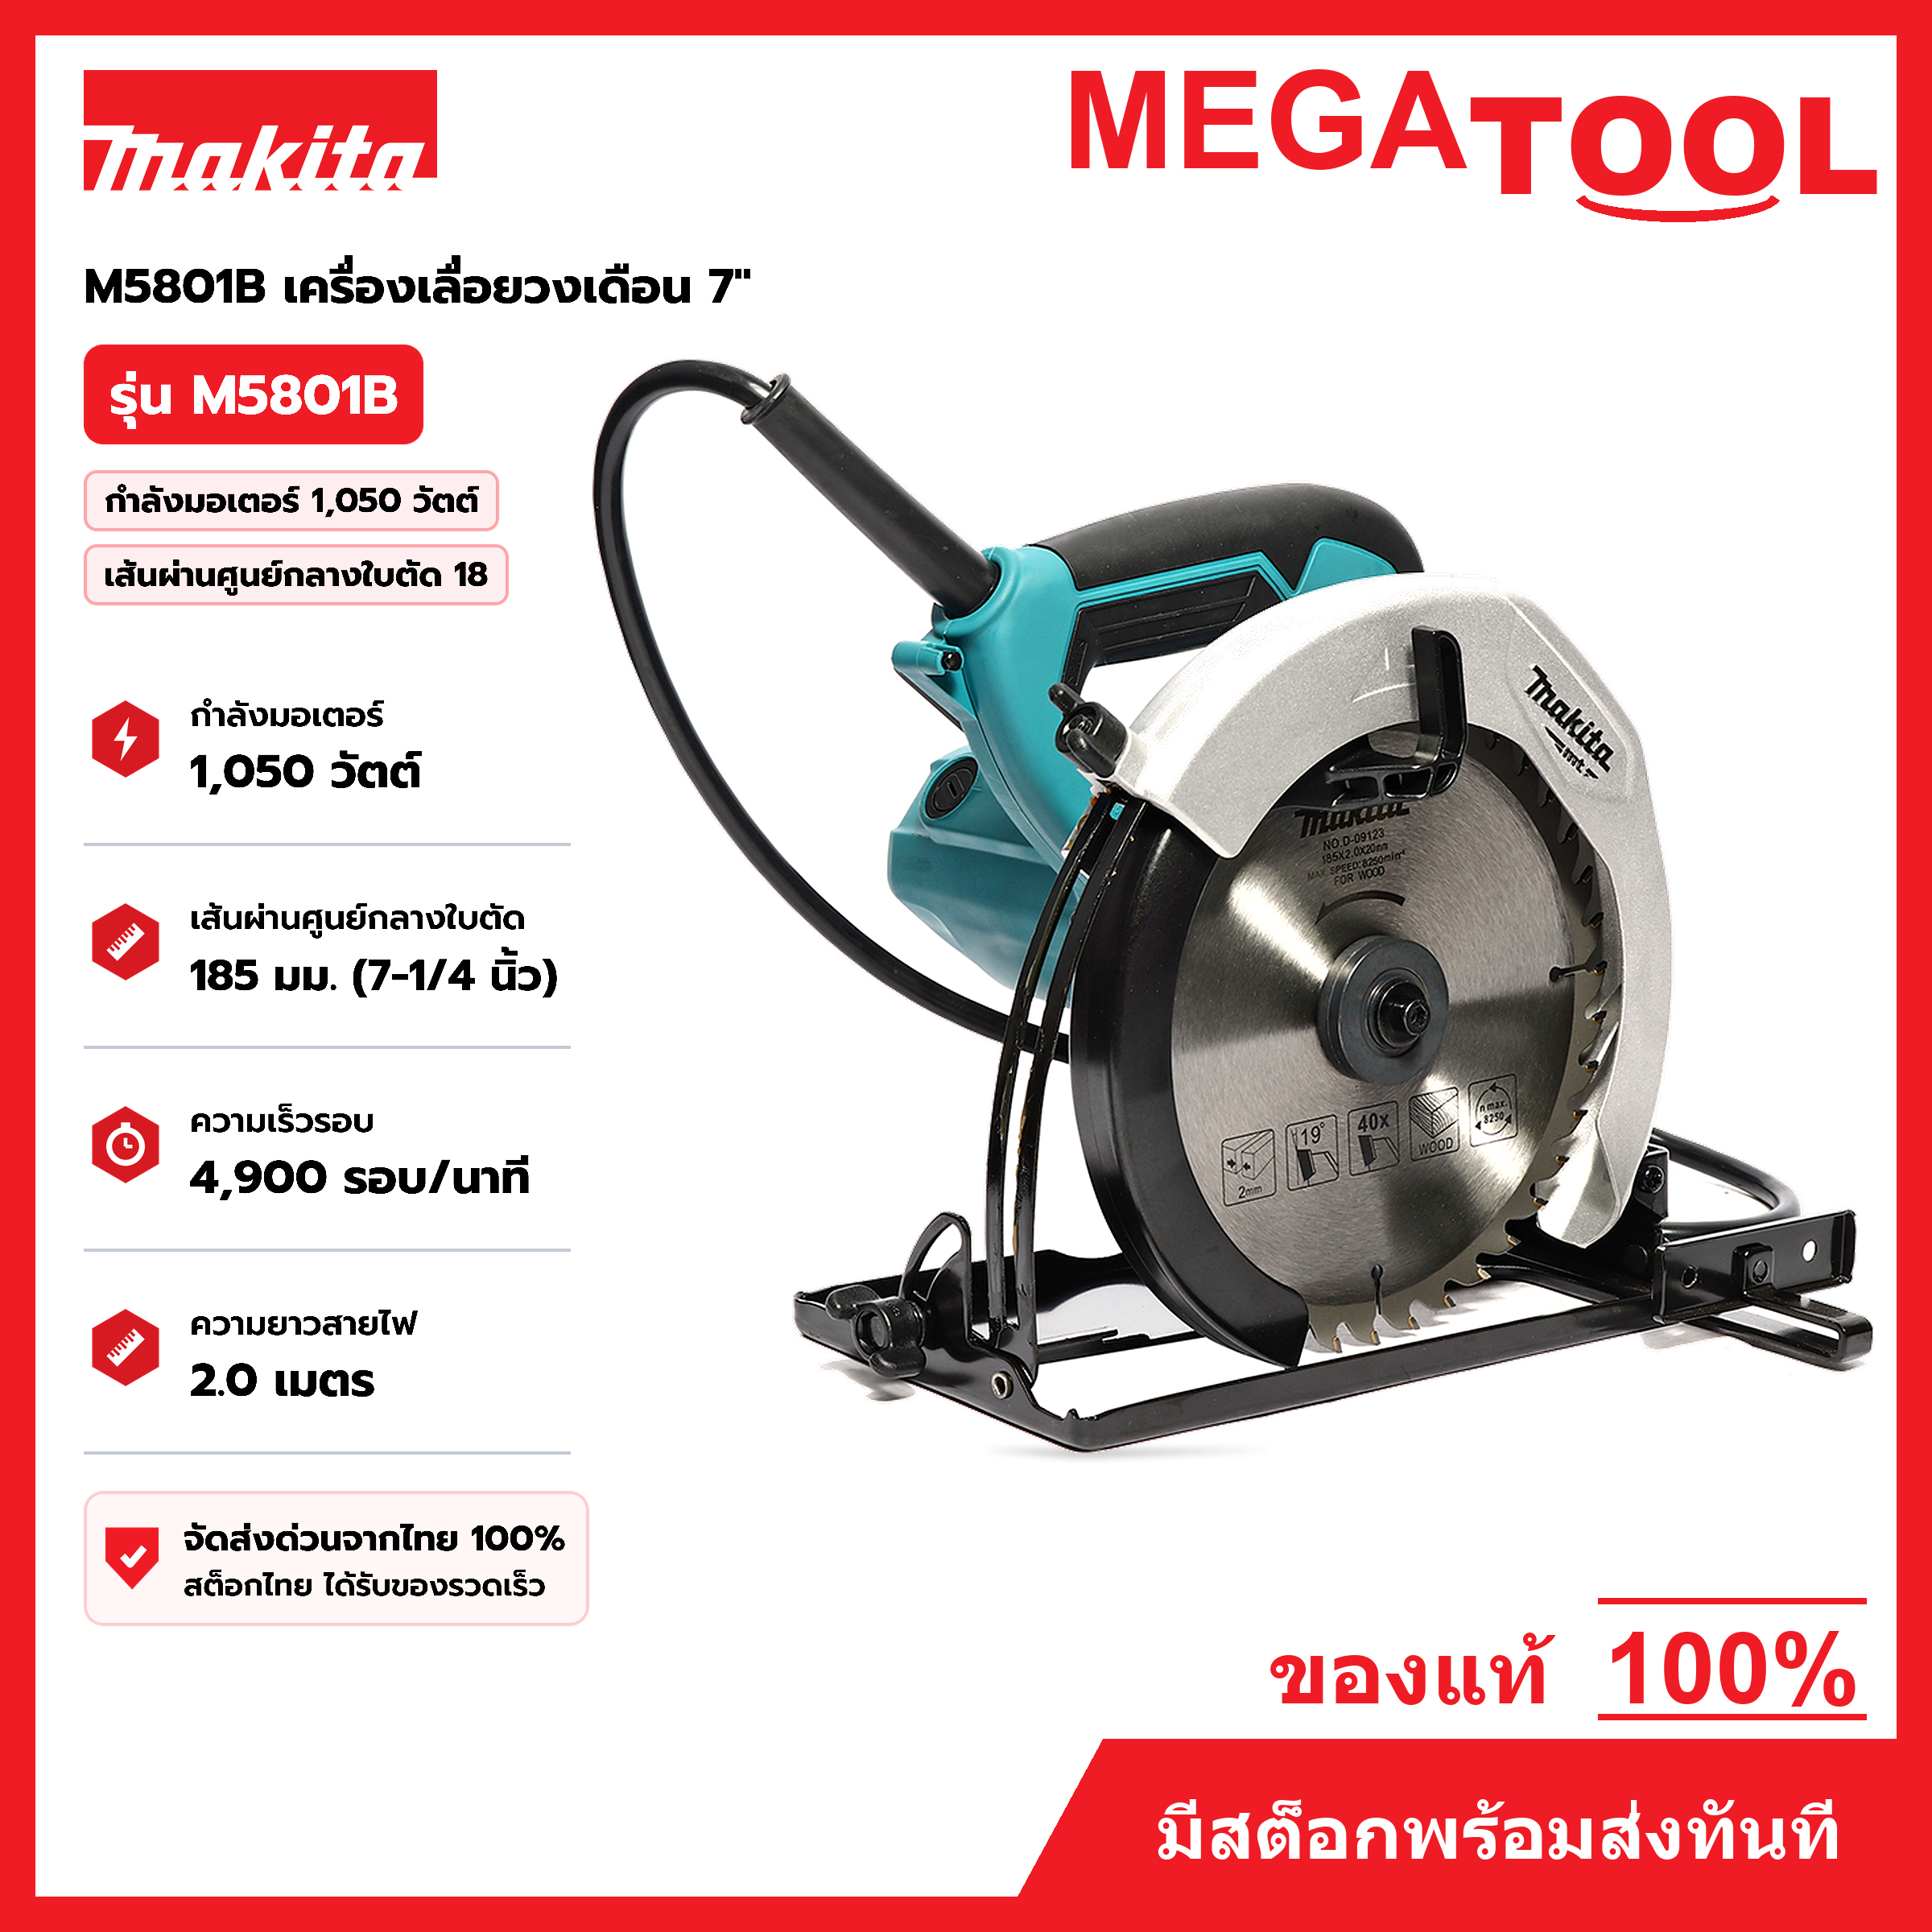 makita
MEGATOOL
M5801B เครื่องเลื่อยวงเดือน 7"
รุ่น M5801B
กำลังมอเตอร์ 1,050 วัตต์
เส้นผ่านศูนย์กลางใบตัด 18
กำลังมอเตอร์
1,050 วัตต์
เส้นผ่านศูนย์กลางใบตัด
185 มม. (7-1/4 นิ้ว)
ความเร็วรอบ
4,900 รอบ/นาที
ความยาวสายไฟ
2.0 เมตร
จัดส่งด่วนจากไทย 100%
สต็อกไทย ได้รับของรวดเร็ว
makita
mt
makita
NO.D-09123
185X2.0X20mm
MAX SPEED:8250min⁻¹
FOR WOOD
2mm
19°
40x
WOOD
n max.
8250
ของแท้ 100%
มีสต็อกพร้อมส่งทันที